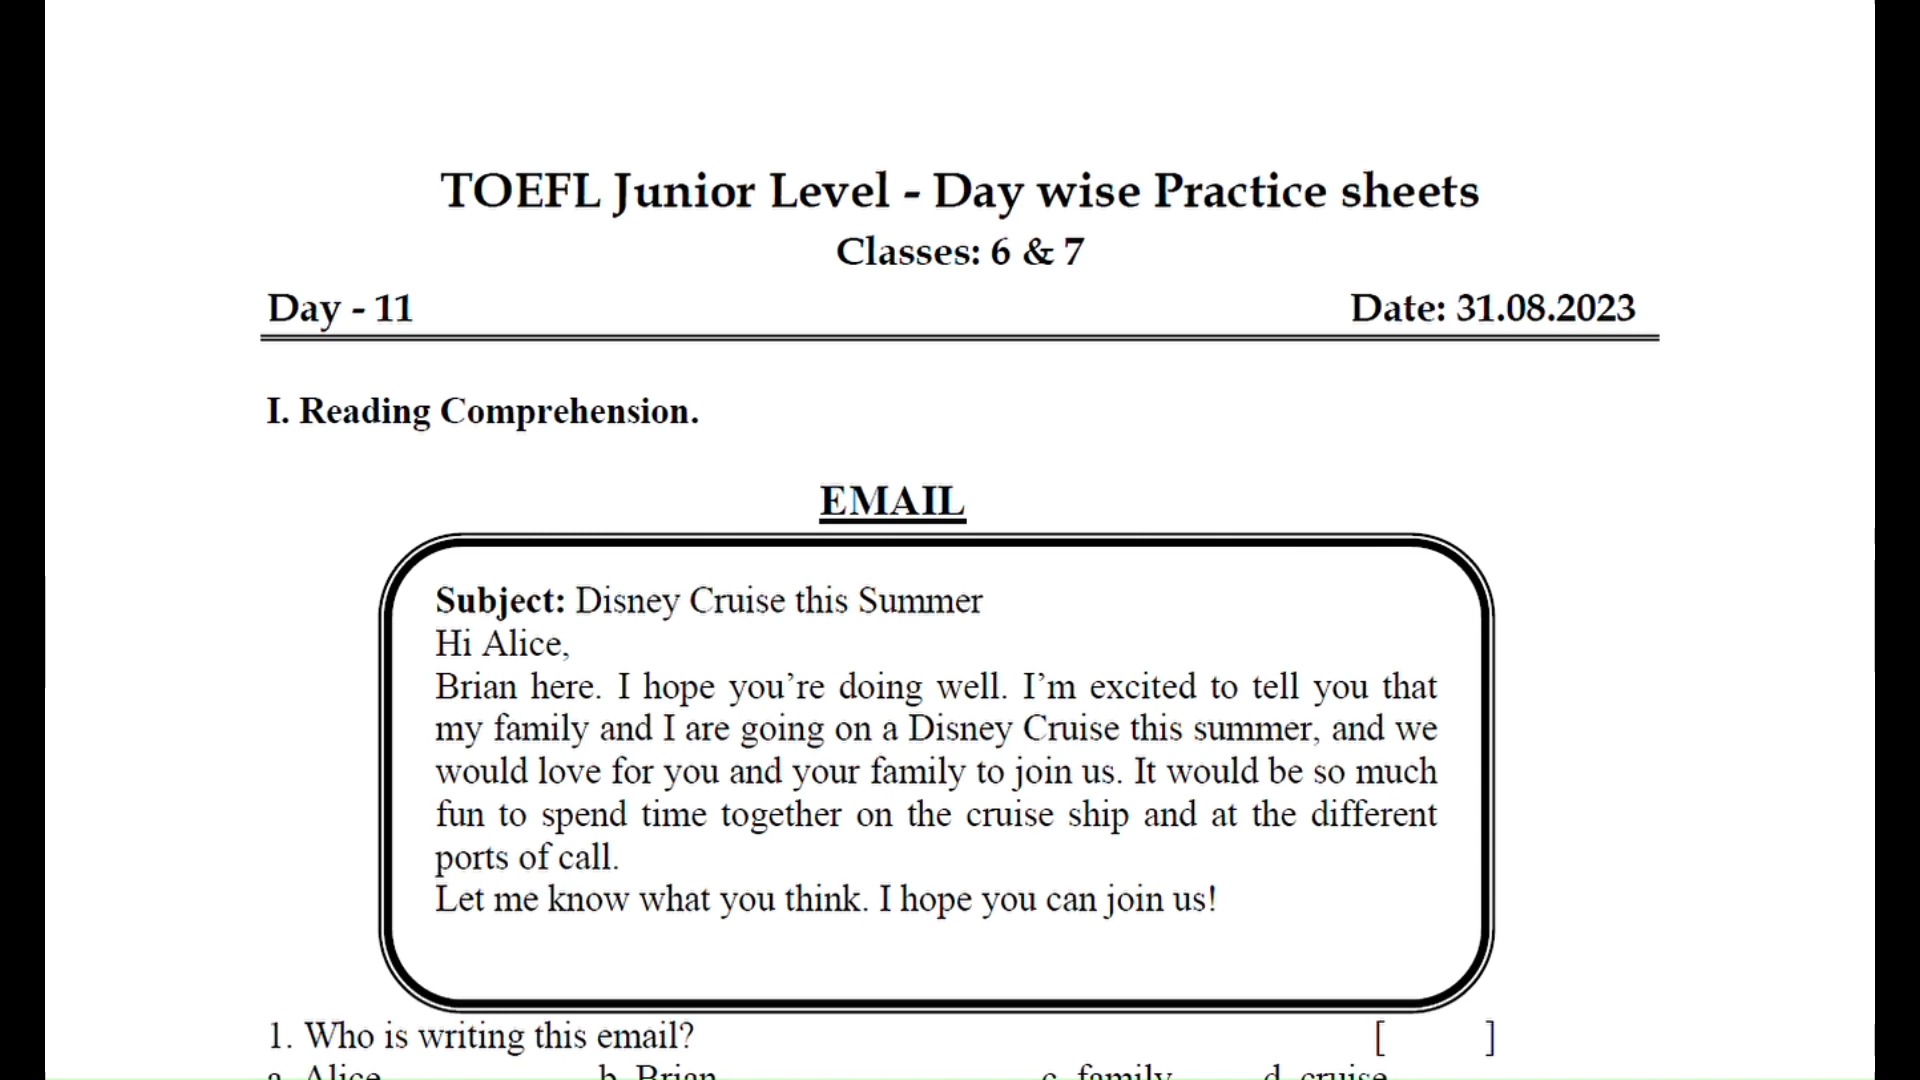 TOEFL Junior Level - Day wise Practice sheets
Classes: 6 & 7
Day - 11 Date: 31.08.2023
I. Reading Comprehension.
EMAIL
Subject: Disney Cruise this Summer
Hi Alice,
Brian here. I hope you’re doing well. I’m excited to tell you that
my family and I are going on a Disney Cruise this summer, and we
would love for you and your family to join us. It would be so much
fun to spend time together on the cruise ship and at the different
ports of call.
Let me know what you think. I hope you can join us!
1. Who is writing this email? [ ]
a. Alice b. Brian c. family d. cruise